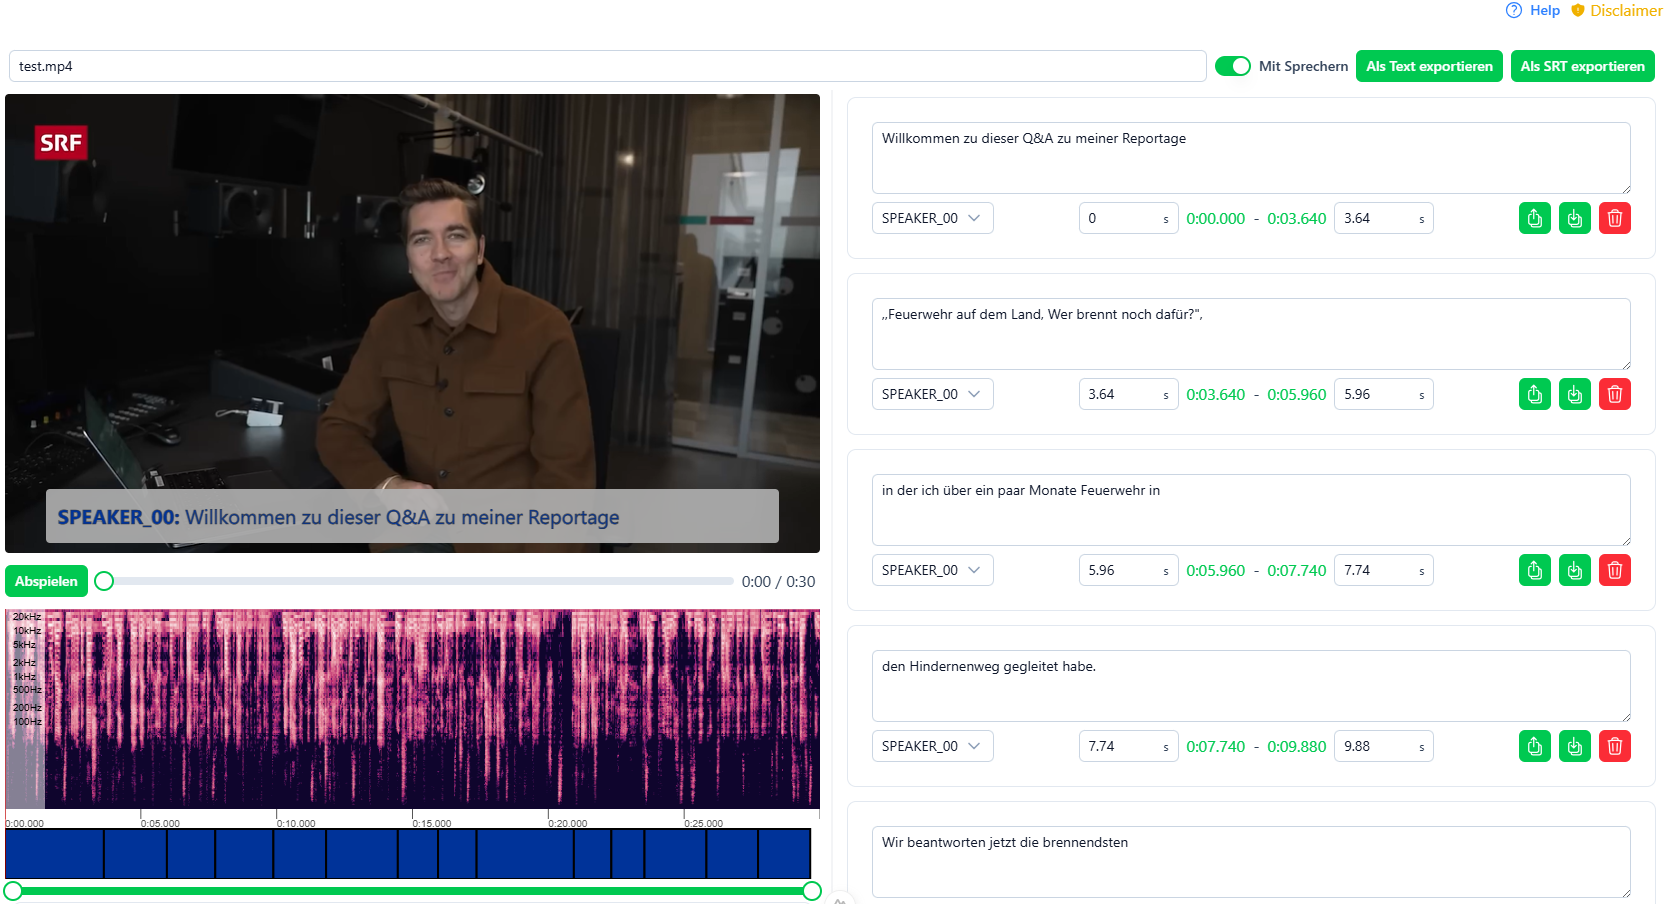 Help
Disclaimer
test.mp4
Mit Sprechern
Als Text exportieren
Als SRT exportieren
SRF
SPEAKER_00: Willkommen zu dieser Q&A zu meiner Reportage
Abspielen
0:00 / 0:30
20kHz
10kHz
5kHz
2kHz
1kHz
500Hz
200Hz
100Hz
0:00.000
0:05.000
0:10.000
0:15.000
0:20.000
0:25.000
Willkommen zu dieser Q&A zu meiner Reportage
SPEAKER_00
0 s 0:00.000 - 0:03.640 3.64 s
„Feuerwehr auf dem Land, Wer brennt noch dafür?",
SPEAKER_00
3.64 s 0:03.640 - 0:05.960 5.96 s
in der ich über ein paar Monate Feuerwehr in
SPEAKER_00
5.96 s 0:05.960 - 0:07.740 7.74 s
den Hindernenweg gegleitet habe.
SPEAKER_00
7.74 s 0:07.740 - 0:09.880 9.88 s
Wir beantworten jetzt die brennendsten